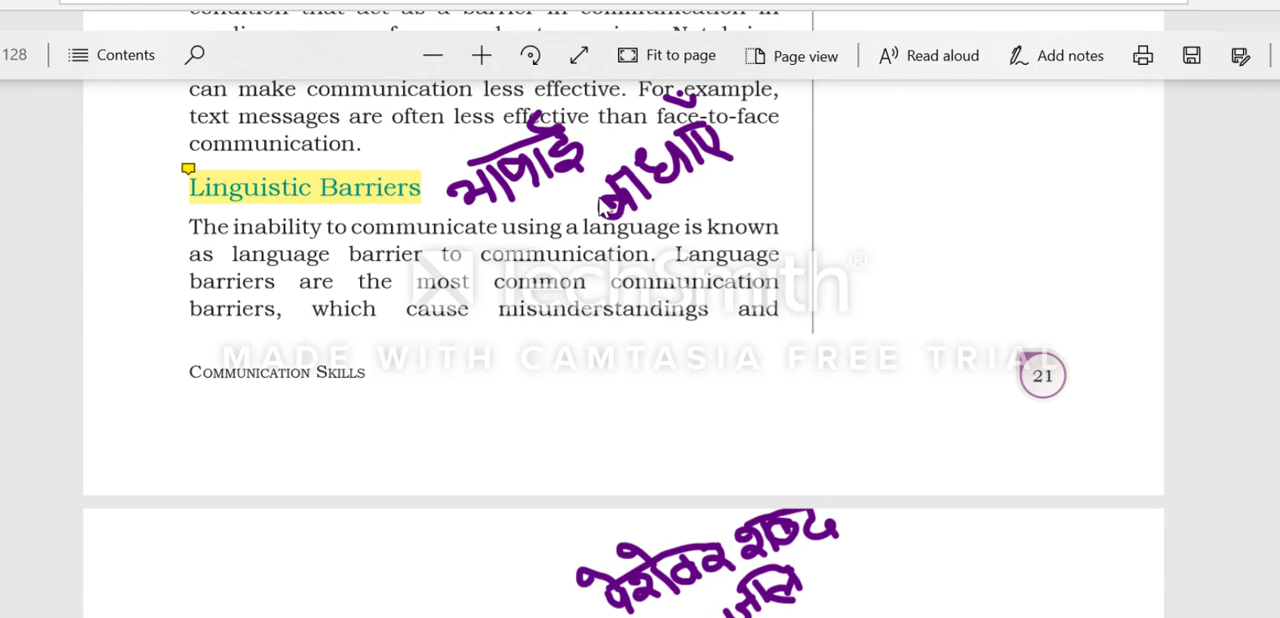 128 Contents Fit to page Page view Read aloud Add notes
can make communication less effective. For example,
text messages are often less effective than face-to-face
communication.
Linguistic Barriers
भाषाई बाधाएँ
The inability to communicate using a language is known
as language barrier to communication. Language
barriers are the most common communication
barriers, which cause misunderstandings and
TechSmith®
MADE WITH CAMTASIA FREE TRIAL
COMMUNICATION SKILLS
21
पेशेवर शब्द